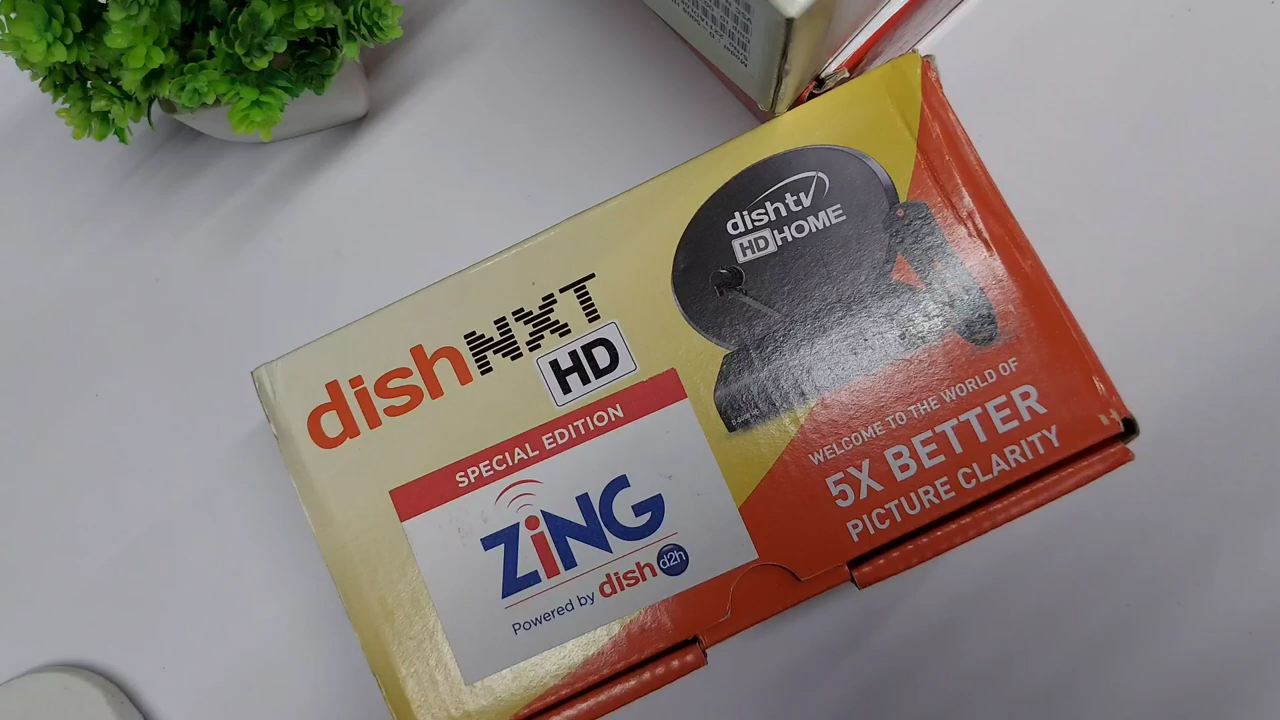 dish NXT
HD
SPECIAL EDITION
ZiNG
Powered by dish d2h
dishtv
HD HOME
WELCOME TO THE WORLD OF
5X BETTER
PICTURE CLARITY